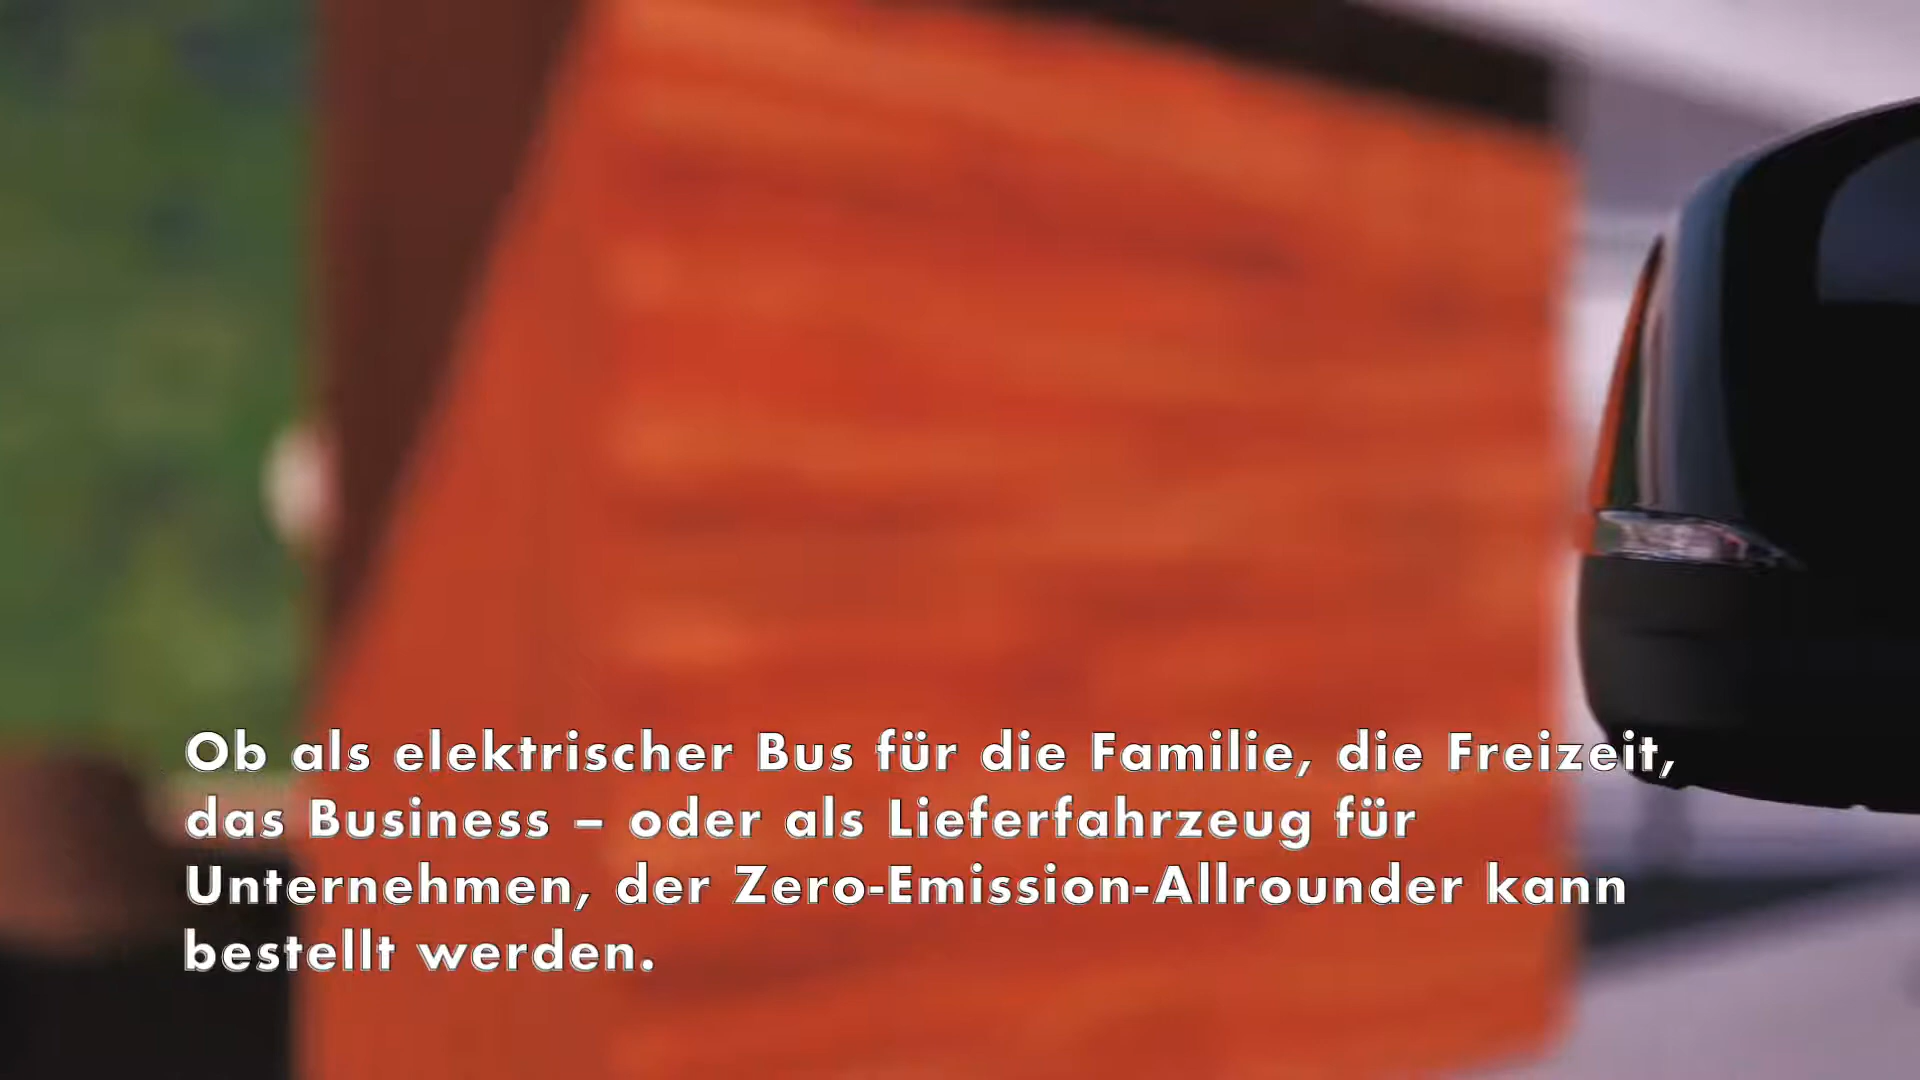 Ob als elektrischer Bus für die Familie, die Freizeit,
das Business – oder als Lieferfahrzeug für
Unternehmen, der Zero-Emission-Allrounder kann
bestellt werden.